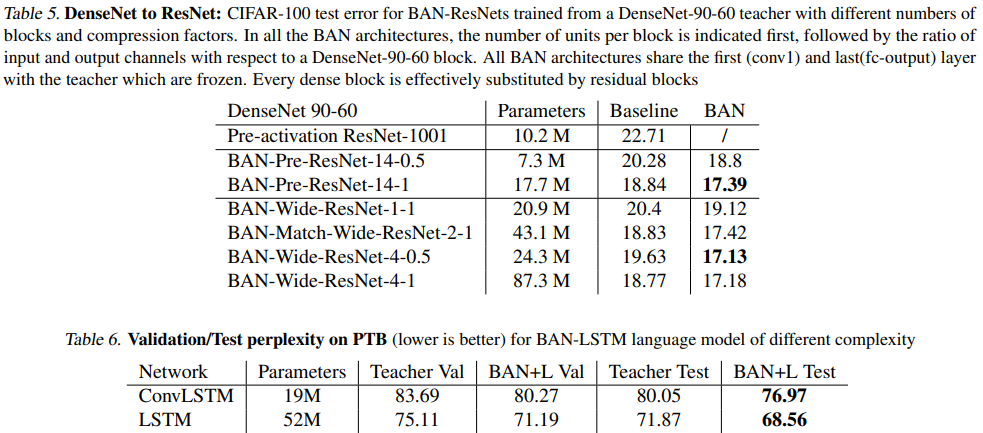 Table 5. DenseNet to ResNet: CIFAR-100 test error for BAN-ResNets trained from a DenseNet-90-60 teacher with different numbers of
blocks and compression factors. In all the BAN architectures, the number of units per block is indicated first, followed by the ratio of
input and output channels with respect to a DenseNet-90-60 block. All BAN architectures share the first (conv1) and last(fc-output) layer
with the teacher which are frozen. Every dense block is effectively substituted by residual blocks
DenseNet 90-60 Parameters Baseline BAN
Pre-activation ResNet-1001 10.2 M 22.71 /
BAN-Pre-ResNet-14-0.5 7.3 M 20.28 18.8
BAN-Pre-ResNet-14-1 17.7 M 18.84 17.39
BAN-Wide-ResNet-1-1 20.9 M 20.4 19.12
BAN-Match-Wide-ResNet-2-1 43.1 M 18.83 17.42
BAN-Wide-ResNet-4-0.5 24.3 M 19.63 17.13
BAN-Wide-ResNet-4-1 87.3 M 18.77 17.18
Table 6. Validation/Test perplexity on PTB (lower is better) for BAN-LSTM language model of different complexity
Network Parameters Teacher Val BAN+L Val Teacher Test BAN+L Test
ConvLSTM 19M 83.69 80.27 80.05 76.97
LSTM 52M 75.11 71.19 71.87 68.56